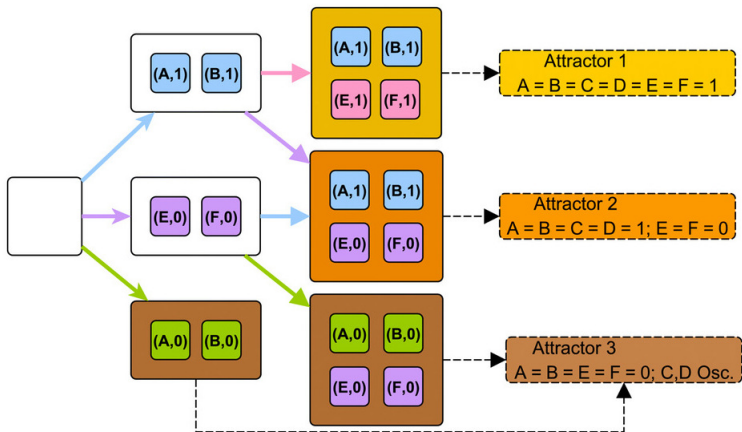 (A,1) (B,1)
(A,1) (B,1)
(E,1) (F,1)
Attractor 1
A = B = C = D = E = F = 1
(E,0) (F,0)
(A,1) (B,1)
(E,0) (F,0)
Attractor 2
A = B = C = D = 1; E = F = 0
(A,0) (B,0)
(A,0) (B,0)
(E,0) (F,0)
Attractor 3
A = B = E = F = 0; C,D Osc.